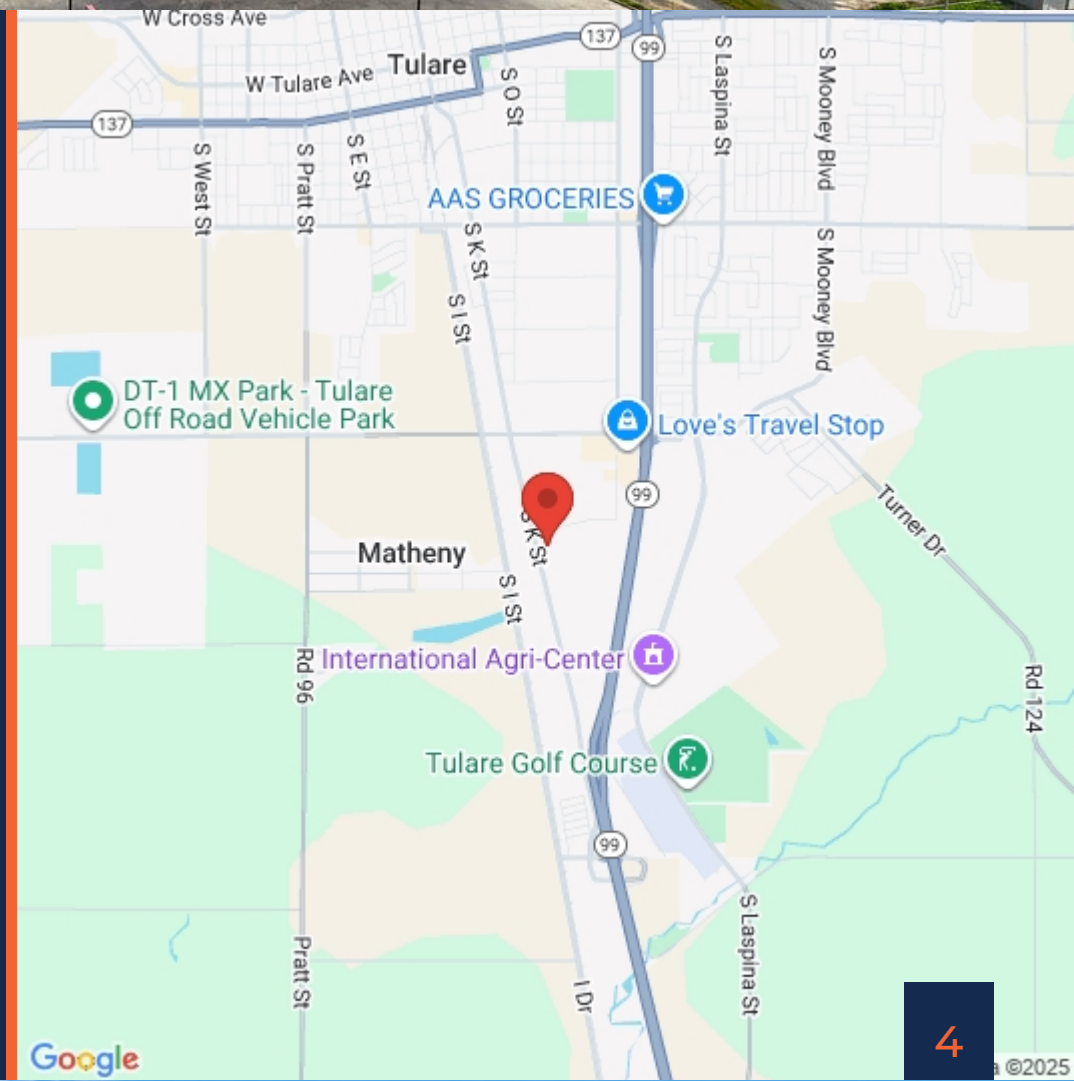 W Cross Ave
137
99
Tulare
W Tulare Ave
S O St
S Laspina St
S Mooney Blvd
137
S West St
S Pratt St
S E St
AAS GROCERIES
S K St
S Mooney Blvd
S I St
DT-1 MX Park - Tulare
Off Road Vehicle Park
Love's Travel Stop
99
Turner Dr
S K St
Matheny
S I St
Rd 96
International Agri-Center
Rd 124
Tulare Golf Course
99
S Laspina St
Pratt St
I Dr
Google
4
©2025